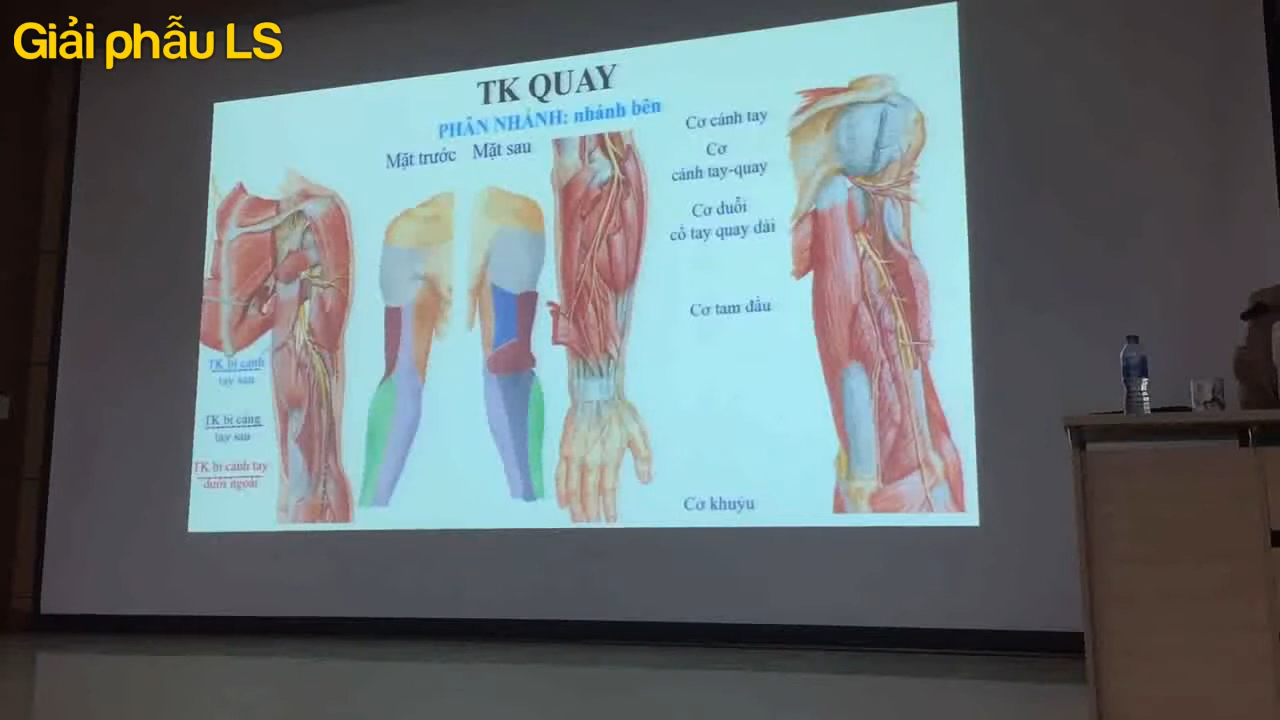 Giải phẫu LS
TK QUAY
PHÂN NHÁNH: nhánh bên
Mặt trước Mặt sau
Cơ cánh tay
Cơ
cánh tay-quay
Cơ duỗi
cổ tay quay dài
Cơ tam đầu
Cơ khuỷu
TK bì cánh
tay sau
TK bì cẳng
tay sau
TK bì cánh tay
dưới ngoài